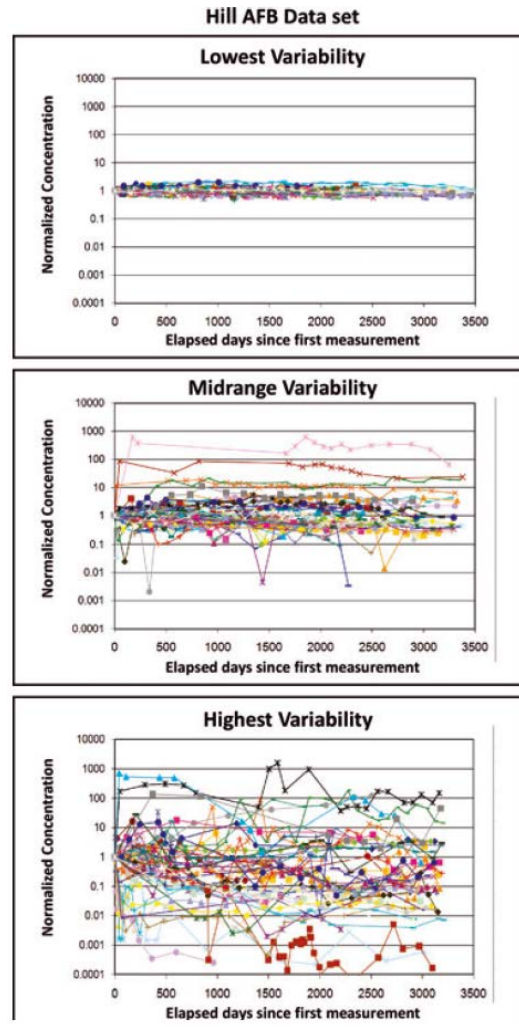 Hill AFB Data set
Lowest Variability
Normalized Concentration
10000
1000
100
10
1
0.1
0.01
0.001
0.0001
0 500 1000 1500 2000 2500 3000 3500
Elapsed days since first measurement
Midrange Variability
Normalized Concentration
10000
1000
100
10
1
0.1
0.01
0.001
0.0001
0 500 1000 1500 2000 2500 3000 3500
Elapsed days since first measurement
Highest Variability
Normalized Concentration
10000
1000
100
10
1
0.1
0.01
0.001
0.0001
0 500 1000 1500 2000 2500 3000 3500
Elapsed days since first measurement